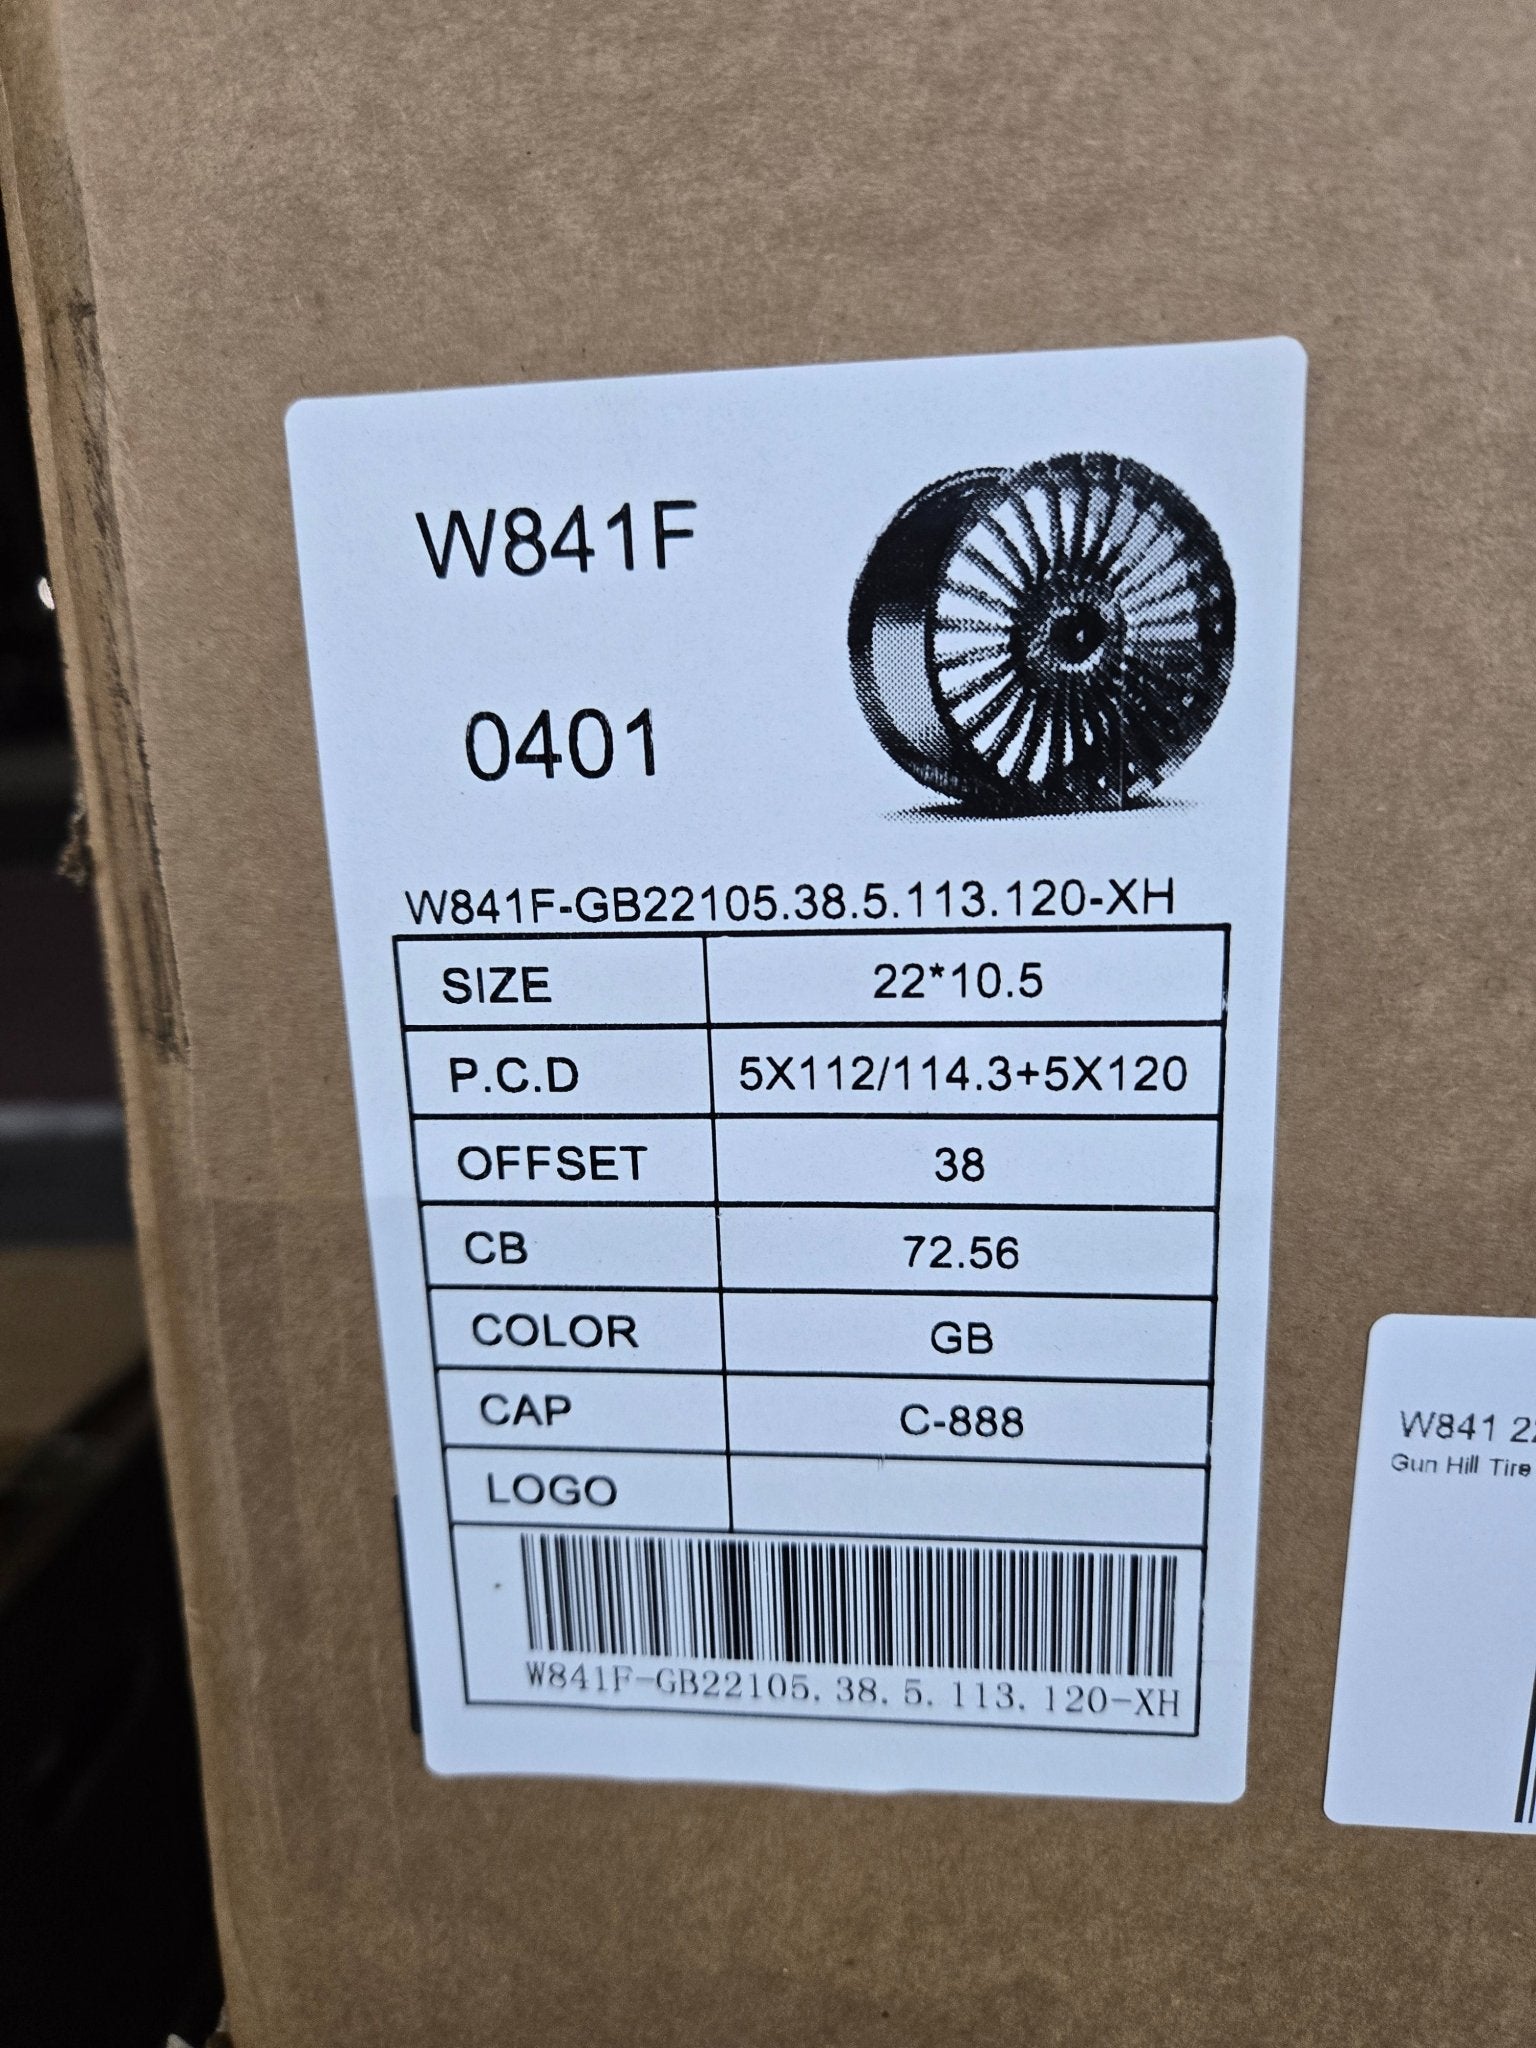 W841F
0401
W841F-GB22105.38.5.113.120-XH
SIZE 22*10.5
P.C.D 5X112/114.3+5X120
OFFSET 38
CB 72.56
COLOR GB
CAP C-888
LOGO
W841F-GB22105.38.5.113.120-XH
W841 22
Gun Hill Tire